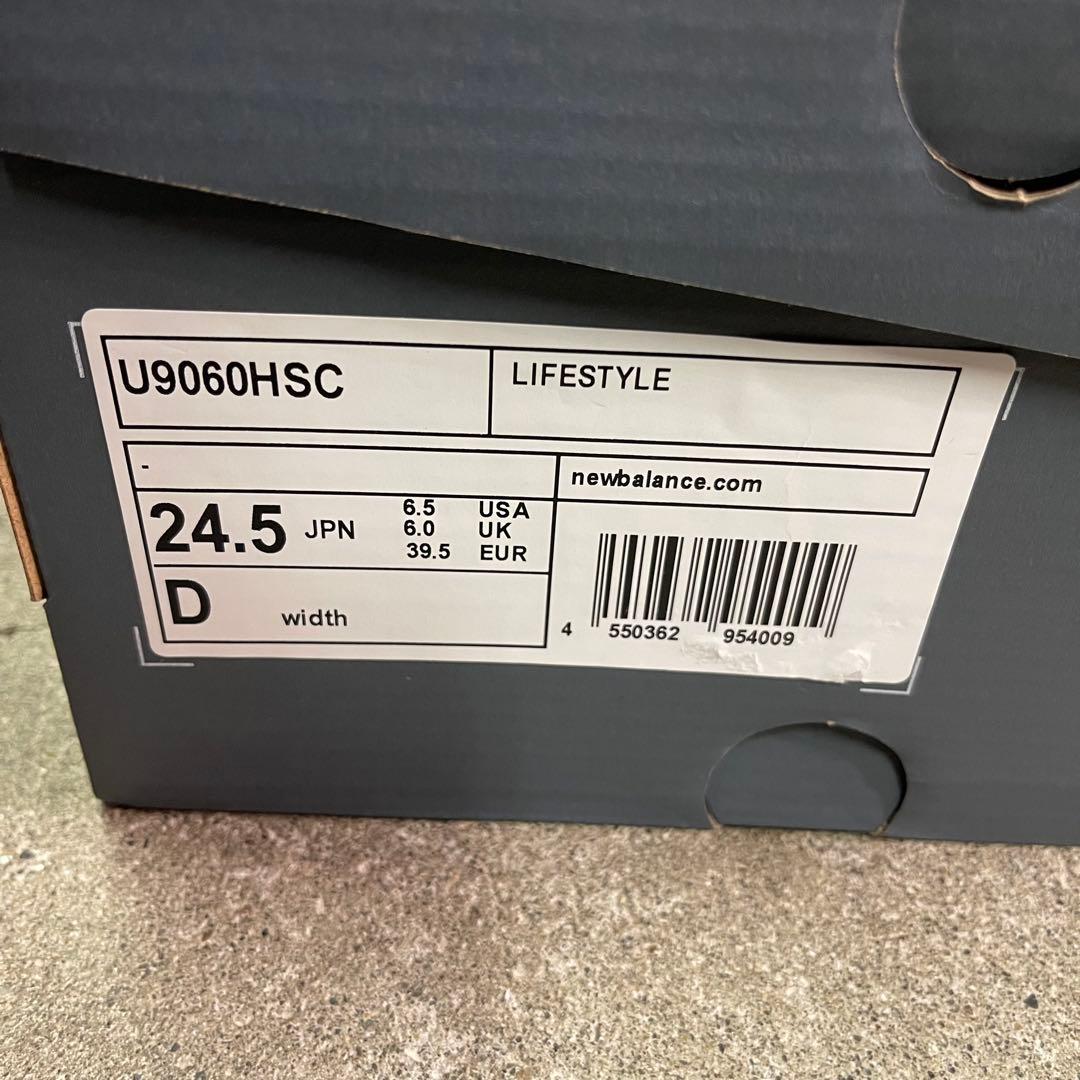 U9060HSC
LIFESTYLE
-
newbalance.com
24.5 JPN
6.5 USA
6.0 UK
39.5 EUR
D width
4 550362 954009